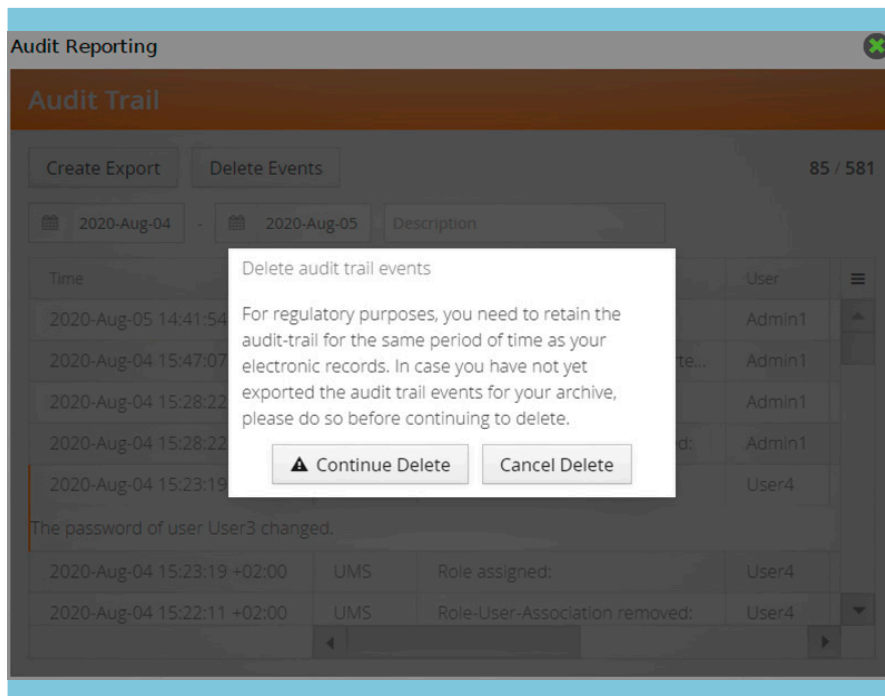 Audit Reporting
Audit Trail
Create Export Delete Events 85 / 581
2020-Aug-04 - 2020-Aug-05 Description
Time User
2020-Aug-05 14:41:54 Admin1
2020-Aug-04 15:47:07 rte... Admin1
2020-Aug-04 15:28:22 Admin1
2020-Aug-04 15:28:22 d: Admin1
2020-Aug-04 15:23:19 User4
The password of user User3 changed.
2020-Aug-04 15:23:19 +02:00 UMS Role assigned: User4
2020-Aug-04 15:22:11 +02:00 UMS Role-User-Association removed: User4
Delete audit trail events
For regulatory purposes, you need to retain the
audit-trail for the same period of time as your
electronic records. In case you have not yet
exported the audit trail events for your archive,
please do so before continuing to delete.
Continue Delete Cancel Delete